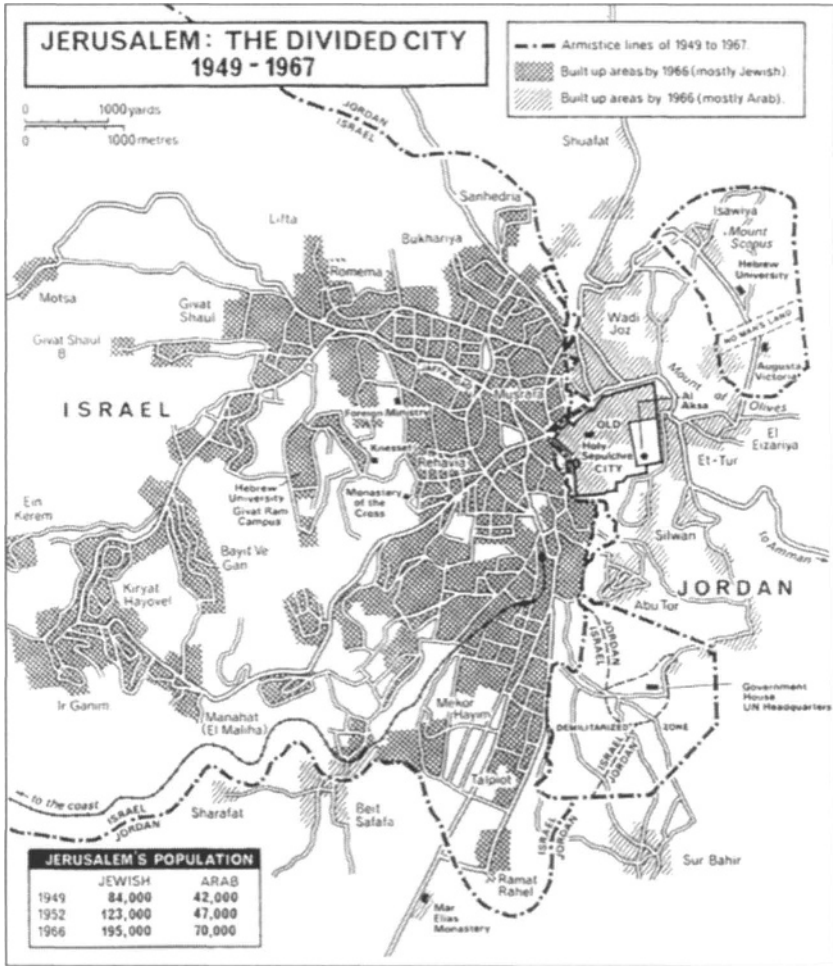 JERUSALEM: THE DIVIDED CITY
1949 - 1967
Armistice lines of 1949 to 1967.
Built up areas by 1966 (mostly Jewish)
Built up areas by 1966 (mostly Arab).
0 1000 yards
0 1000 metres
JORDAN
ISRAEL
Shuafat
Sanhedria
Isawiya
Mount
Scopus
Hebrew
University
Lifta
Bukhariya
Romema
Motsa
Givat
Shaul
Wadi
Joz
NO MAN'S LAND
Givat Shaul
B
JAFFA ROAD
Musrara
Augusta
Victoria
Mount of Olives
Al
Aksa
ISRAEL
Foreign Ministry
OLD
Holy
Sepulchre
CITY
El
Eizariya
Knesset
Rehavia
Et-Tur
Hebrew
University
Givat Ram
Campus
Monastery
of the
Cross
Ein
Kerem
Silwan
to Amman
Bayit Ve
Gan
JORDAN
Kiryat
Hayovel
Abu Tor
JORDAN
ISRAEL
Government
House
UN Headquarters
Ir Ganim
Manahat
(El Maliha)
Mekor
Hayim
DEMILITARIZED ZONE
ISRAEL
JORDAN
Talpiot
to the coast
ISRAEL
JORDAN
Sharafat
Beit
Safafa
ISRAEL
JORDAN
Sur Bahir
Ramat
Rahel
Mar
Elias
Monastery
JERUSALEM'S POPULATION
JEWISH ARAB
1949 84,000 42,000
1952 123,000 47,000
1966 195,000 70,000